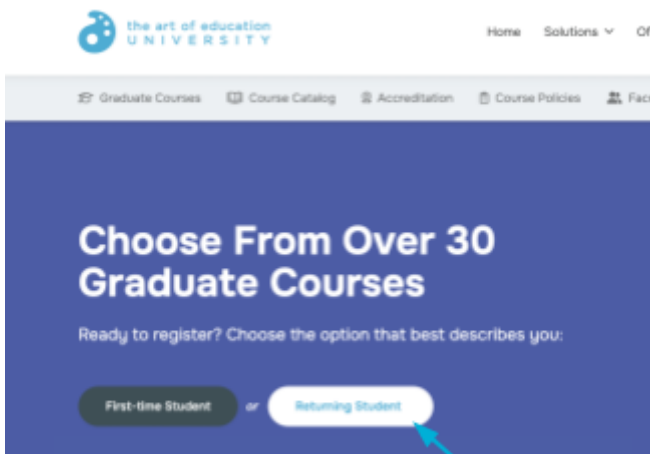 the art of education
UNIVERSITY
Home Solutions
Graduate Courses Course Catalog Accreditation Course Policies
Choose From Over 30
Graduate Courses
Ready to register? Choose the option that best describes you:
First-time Student or Returning Student